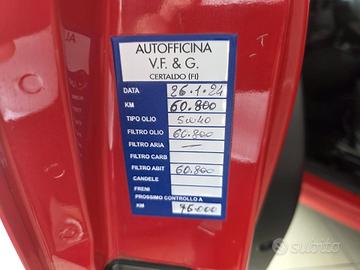 AUTOFFICINA
V.F. & G.
CERTALDO (FI)
DATA 26.1.24
KM 60.800
TIPO OLIO 5W40
FILTRO OLIO 60.800
FILTRO ARIA —
FILTRO CARB
FILTRO ABIT 60.800
CANDELE
FRENI
PROSSIMO CONTROLLO A
KM 76.000
subito